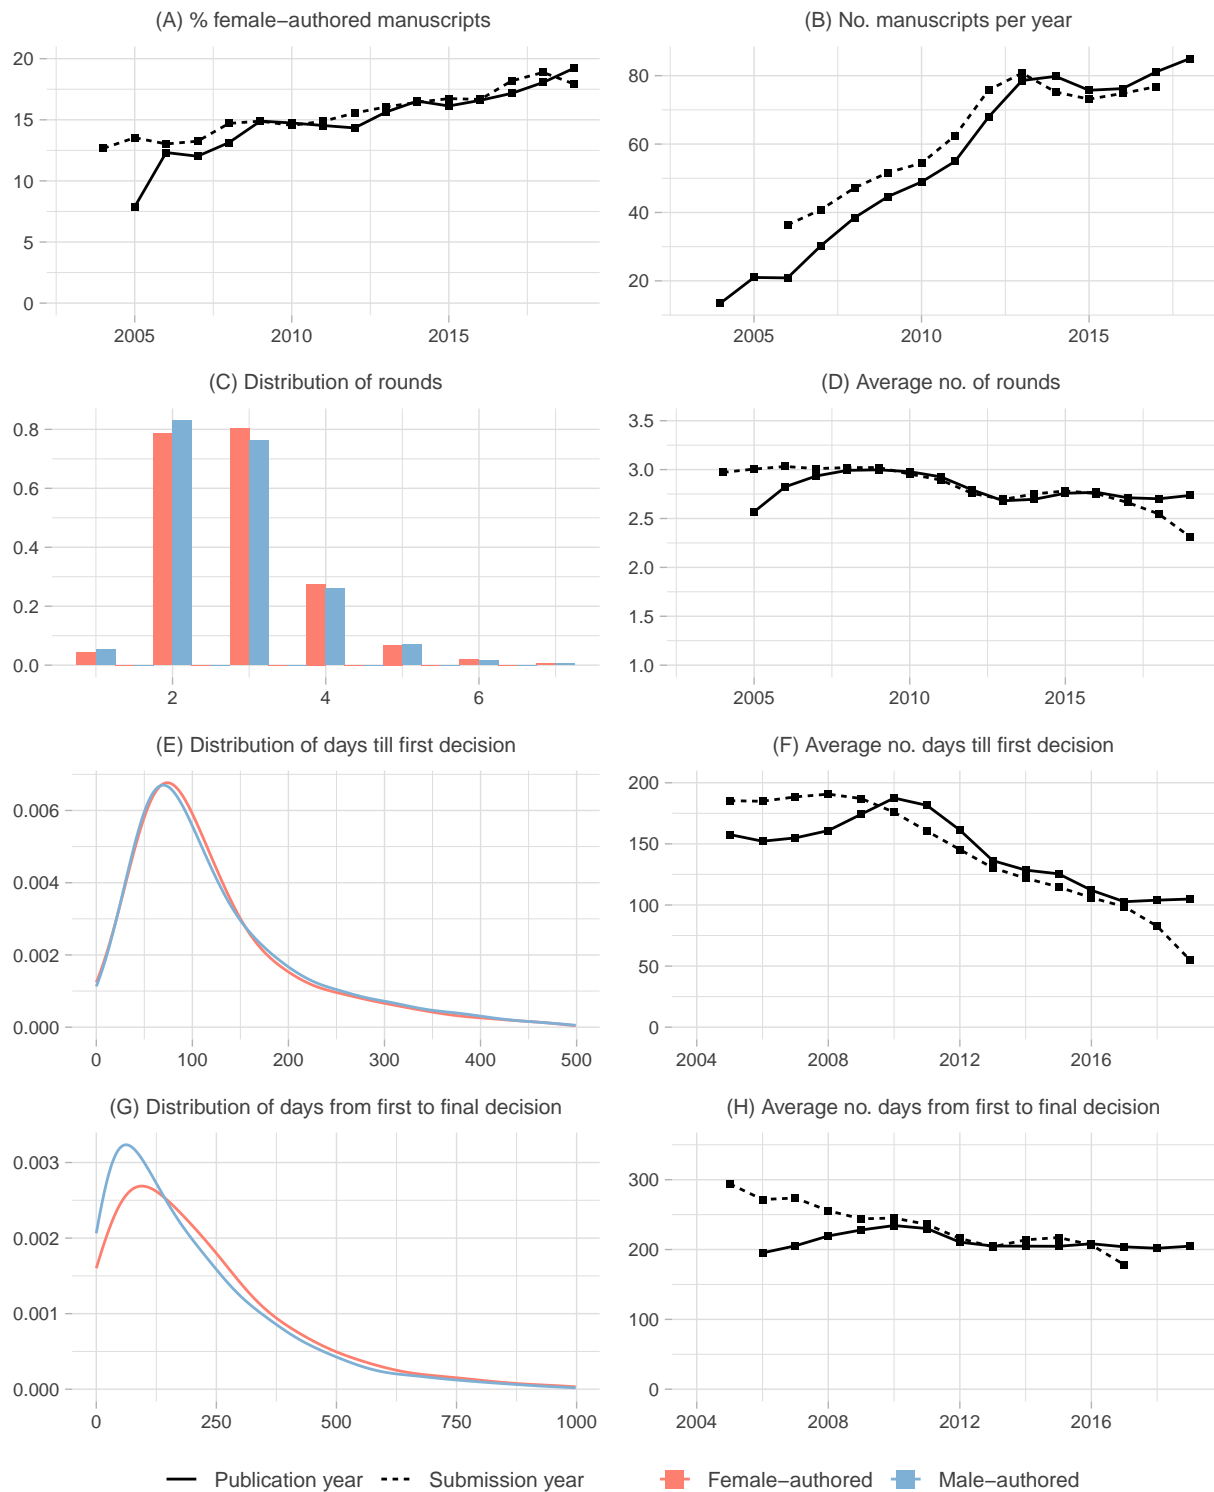 (A) % female−authored manuscripts
20
15
10
5
0
2005 2010 2015
(B) No. manuscripts per year
80
60
40
20
2005 2010 2015
(C) Distribution of rounds
0.8
0.6
0.4
0.2
0.0
2 4 6
(D) Average no. of rounds
3.5
3.0
2.5
2.0
1.5
1.0
2005 2010 2015
(E) Distribution of days till first decision
0.006
0.004
0.002
0.000
0 100 200 300 400 500
(F) Average no. days till first decision
200
150
100
50
0
2004 2008 2012 2016
(G) Distribution of days from first to final decision
0.003
0.002
0.001
0.000
0 250 500 750 1000
(H) Average no. days from first to final decision
300
200
100
0
2004 2008 2012 2016
Publication year Submission year Female−authored Male−authored